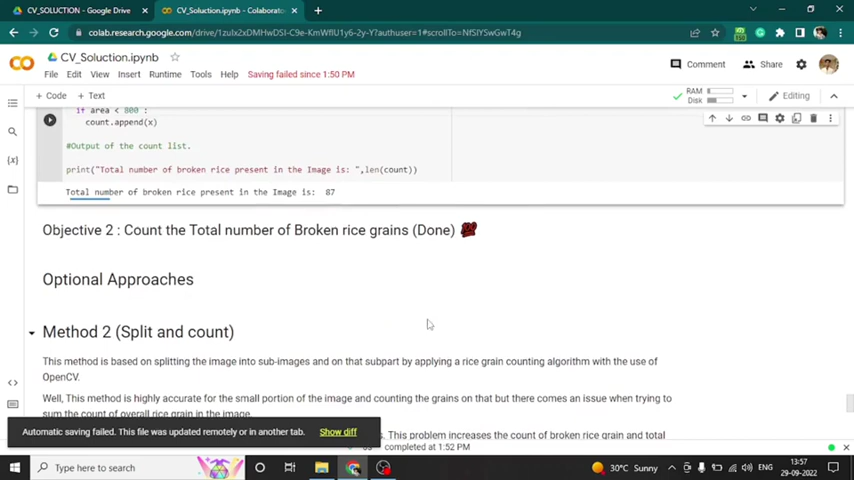 CV_SOLUCTION - Google Drive
CV_Soluction.ipynb - Colaborato
colab.research.google.com/drive/1zuIx2xDMHwDSI-C9e-KmWflU1y6-2y-Y?authuser=1#scrollTo=NfSIYSwGwT4g
CV_Soluction.ipynb
Comment
Share
File Edit View Insert Runtime Tools Help Saving failed since 1:50 PM
+ Code + Text
RAM
Disk
Editing
if area < 800 :
count.append(x)
#Output of the count list.
print("Total number of broken rice present in the Image is: ",len(count))
Total number of broken rice present in the Image is: 87
Objective 2 : Count the Total number of Broken rice grains (Done) 💯
Optional Approaches
Method 2 (Split and count)
This method is based on splitting the image into sub-images and on that subpart by applying a rice grain counting algorithm with the use of
OpenCV.
Well, This method is highly accurate for the small portion of the image and counting the grains on that but there comes an issue when trying to
sum the count of overall rice grain in the image.
Automatic saving failed. This file was updated remotely or in another tab. Show diff
. This problem increases the count of broken rice grain and total
completed at 1:52 PM
Type here to search
30°C Sunny
ENG
13:57
29-09-2022